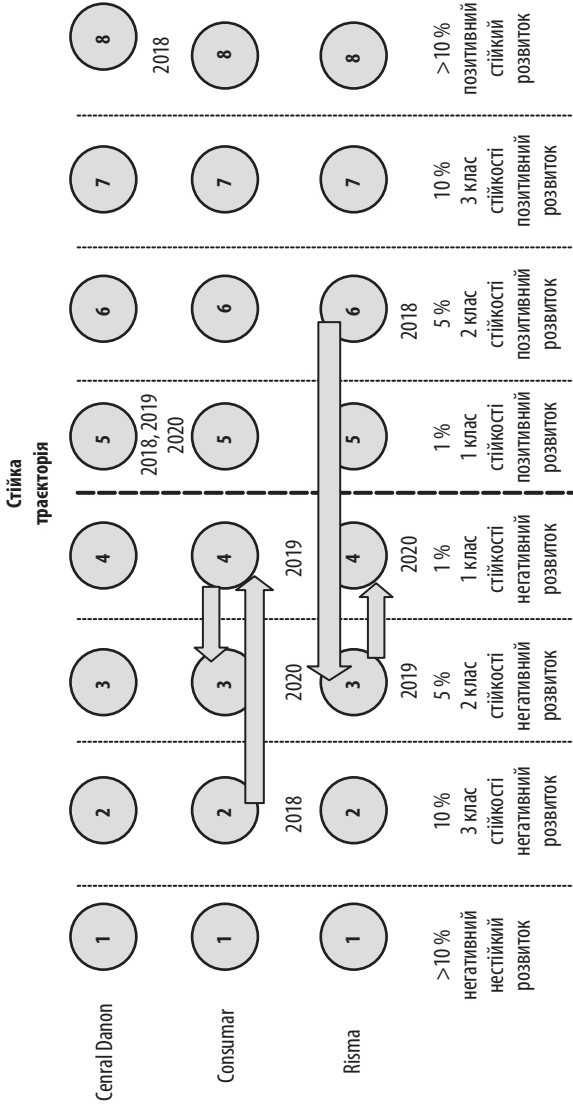 Стійка
траєкторія
Cenral Danon
1 2 3 4 5 6 7 8
2018, 2019
2020
2018
Consumar
1 2 3 4 5 6 7 8
2018 2020 2019
Risma
1 2 3 4 5 6 7 8
2019 2020 2018
>10 %
негативний
нестійкий
розвиток
10 %
3 клас
стійкості
негативний
розвиток
5 %
2 клас
стійкості
негативний
розвиток
1 %
1 клас
стійкості
негативний
розвиток
1 %
1 клас
стійкості
позитивний
розвиток
5 %
2 клас
стійкості
позитивний
розвиток
10 %
3 клас
стійкості
позитивний
розвиток
>10 %
позитивний
стійкий
розвиток